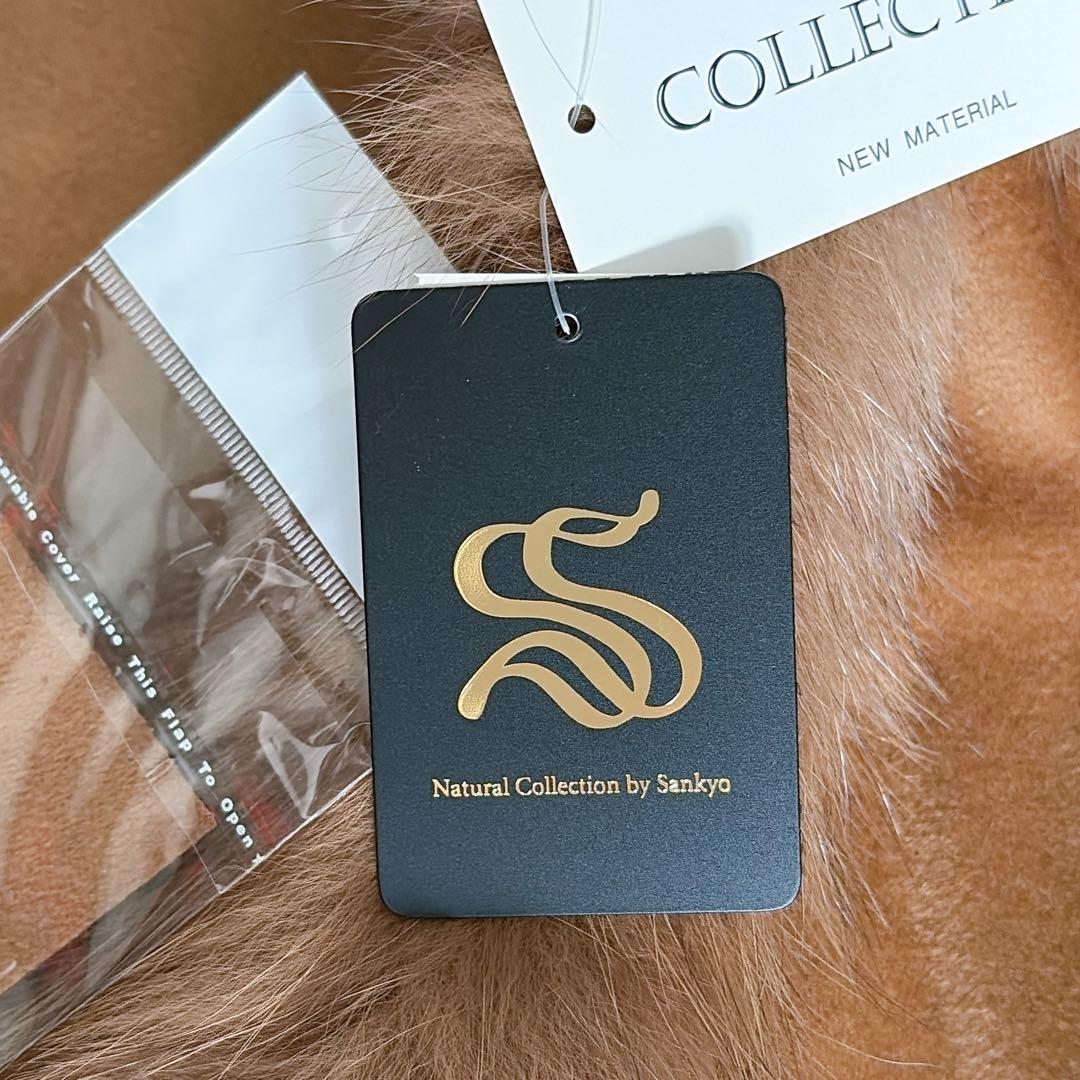 COLLECTI
NEW MATERIAL
Natural Collection by Sankyo
Cover Raise This Flap To Open